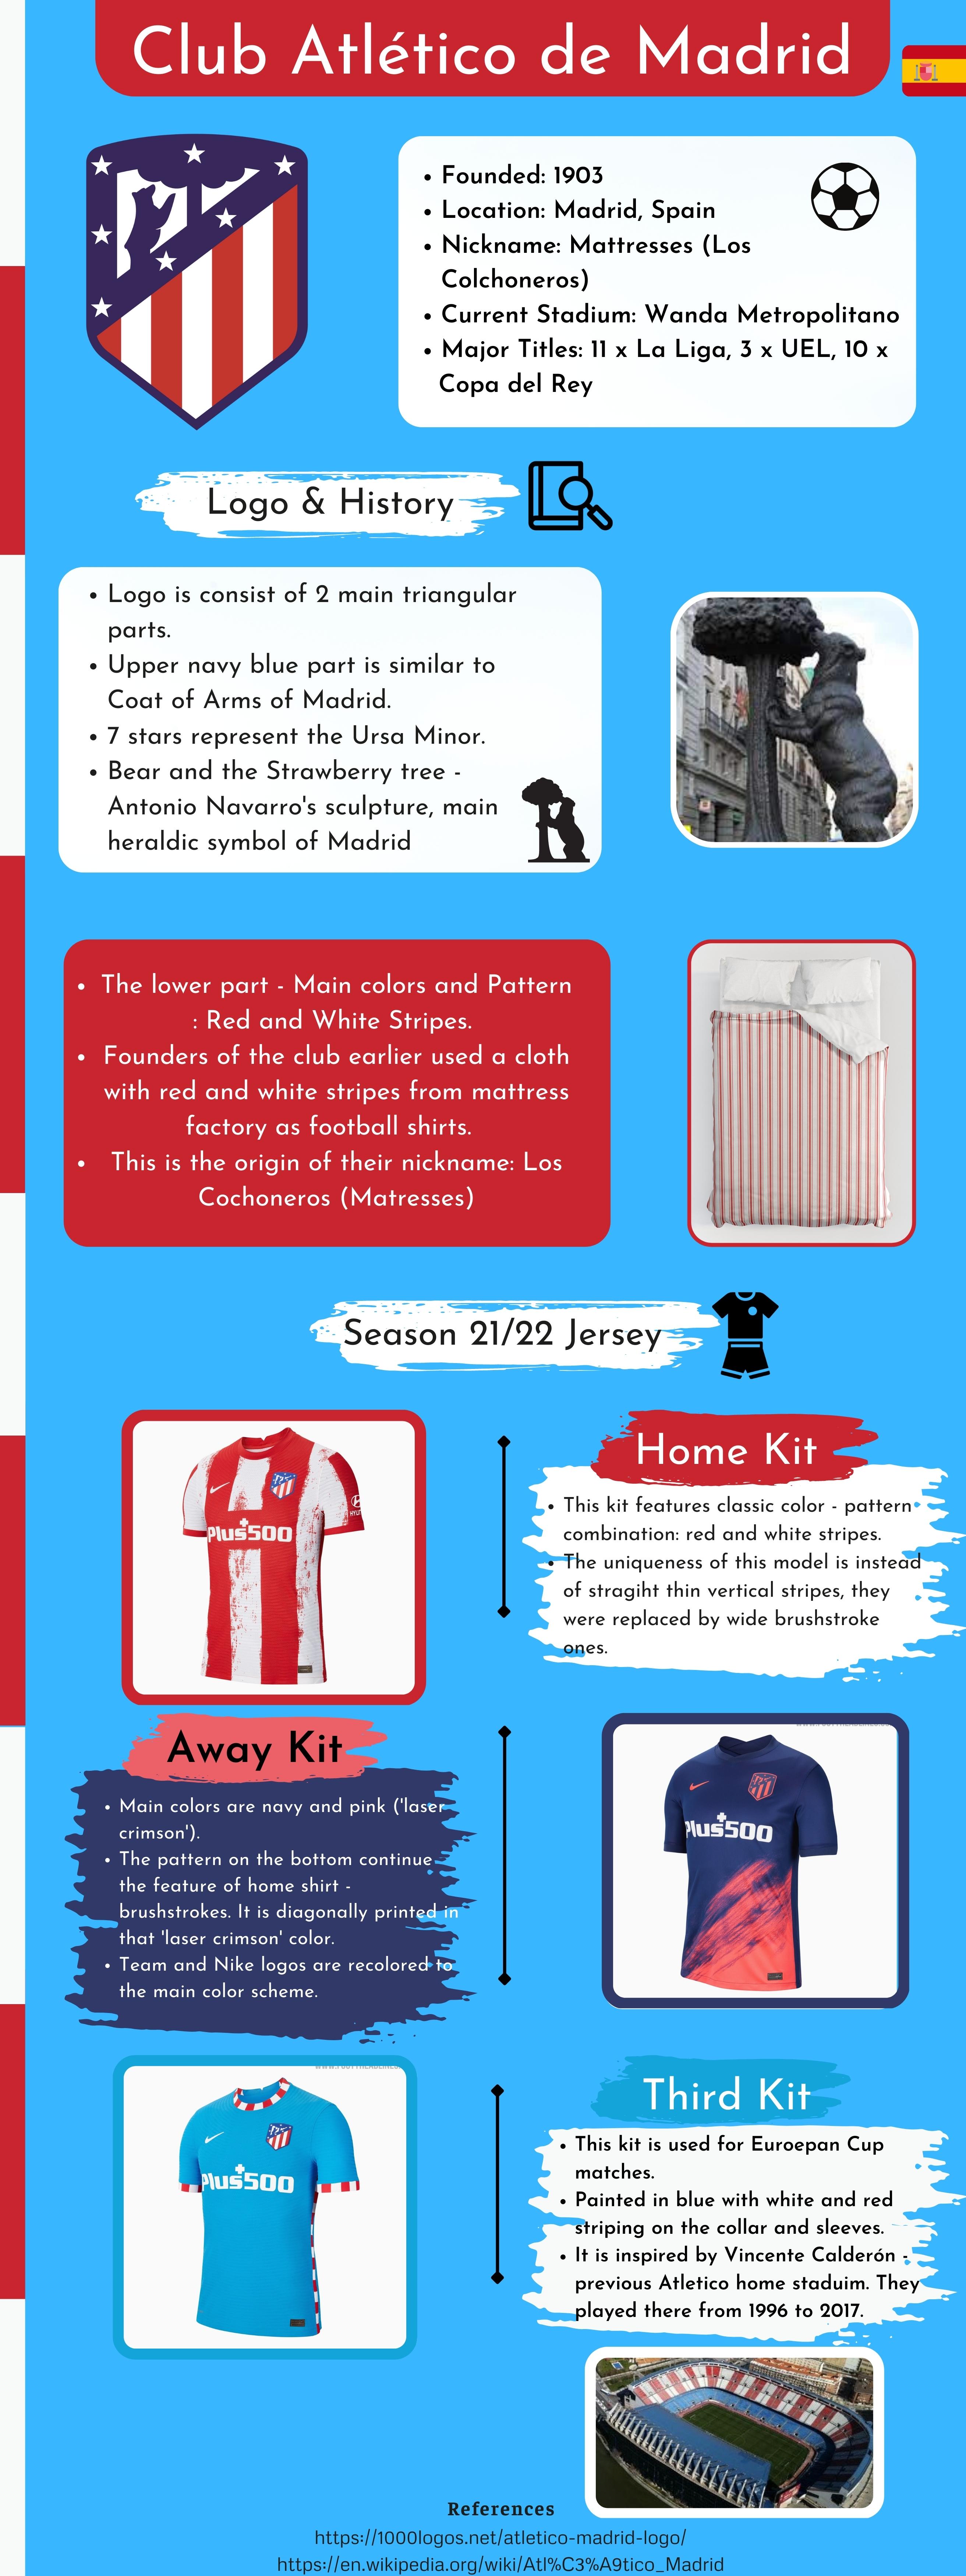 Club Atlético de Madrid
Founded: 1903
Location: Madrid, Spain
Nickname: Mattresses (Los
Colchoneros)
Current Stadium: Wanda Metropolitano
Major Titles: 11 x La Liga, 3 x UEL, 10 x
Copa del Rey
Logo & History
Logo is consist of 2 main triangular
parts.
Upper navy blue part is similar to
Coat of Arms of Madrid.
7 stars represent the Ursa Minor.
Bear and the Strawberry tree -
Antonio Navarro's sculpture, main
heraldic symbol of Madrid
The lower part - Main colors and Pattern
: Red and White Stripes.
Founders of the club earlier used a cloth
with red and white stripes from mattress
factory as football shirts.
This is the origin of their nickname: Los
Cochoneros (Matresses)
Season 21/22 Jersey
Plus500
Home Kit
This kit features classic color - pattern
combination: red and white stripes.
The uniqueness of this model is instead
of stragiht thin vertical stripes, they
were replaced by wide brushstroke
ones.
Away Kit
Main colors are navy and pink ('laser
crimson').
The pattern on the bottom continue
the feature of home shirt -
brushstrokes. It is diagonally printed in
that 'laser crimson' color.
Team and Nike logos are recolored to
the main color scheme.
Plus500
Plus500
Third Kit
This kit is used for Euroepan Cup
matches.
Painted in blue with white and red
striping on the collar and sleeves.
It is inspired by Vincente Calderón -
previous Atletico home staduim. They
played there from 1996 to 2017.
References
https://1000logos.net/atletico-madrid-logo/
https://en.wikipedia.org/wiki/Atl%C3%A9tico_Madrid